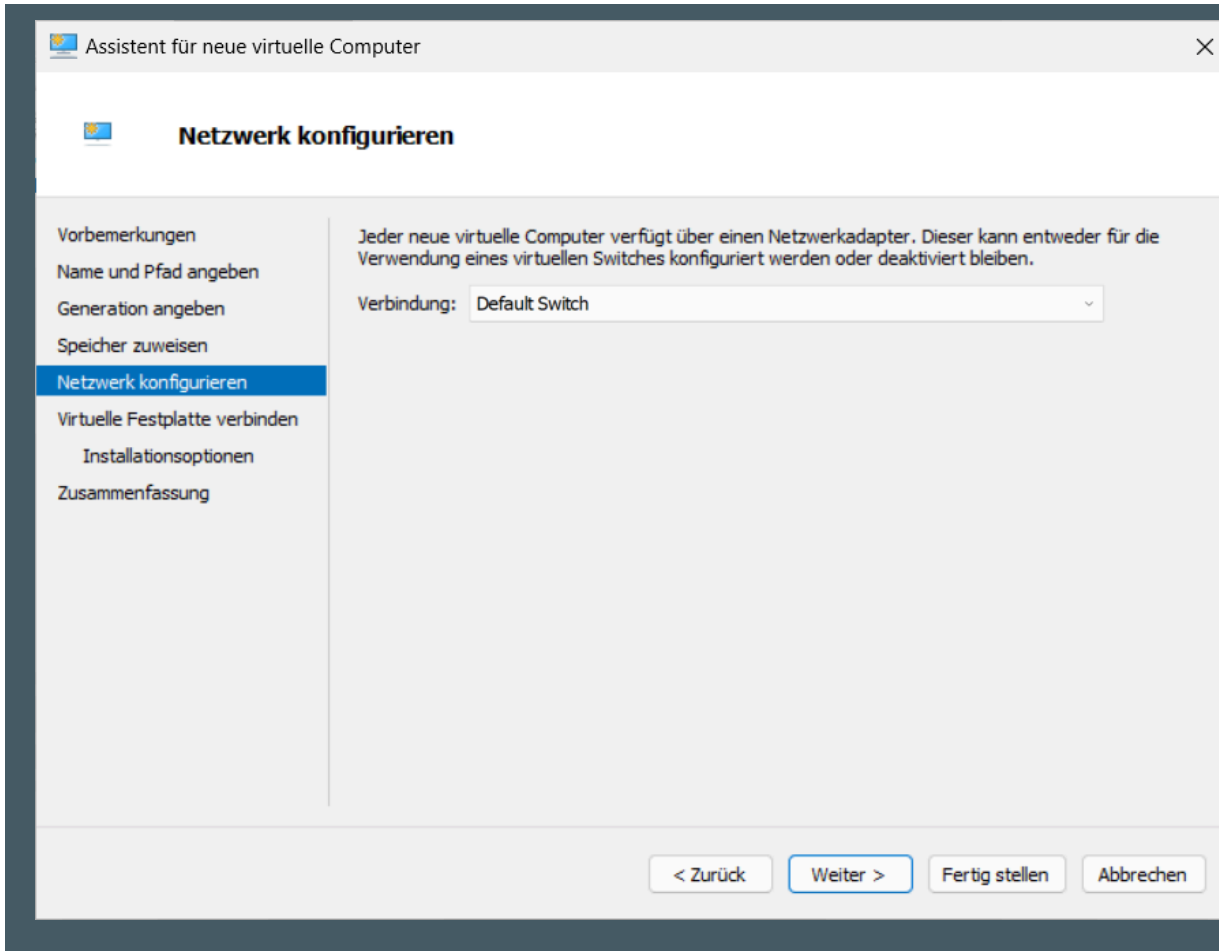 Assistent für neue virtuelle Computer
Netzwerk konfigurieren
Vorbemerkungen
Name und Pfad angeben
Generation angeben
Speicher zuweisen
Netzwerk konfigurieren
Virtuelle Festplatte verbinden
Installationsoptionen
Zusammenfassung
Jeder neue virtuelle Computer verfügt über einen Netzwerkadapter. Dieser kann entweder für die
Verwendung eines virtuellen Switches konfiguriert werden oder deaktiviert bleiben.
Verbindung: Default Switch
< Zurück Weiter > Fertig stellen Abbrechen